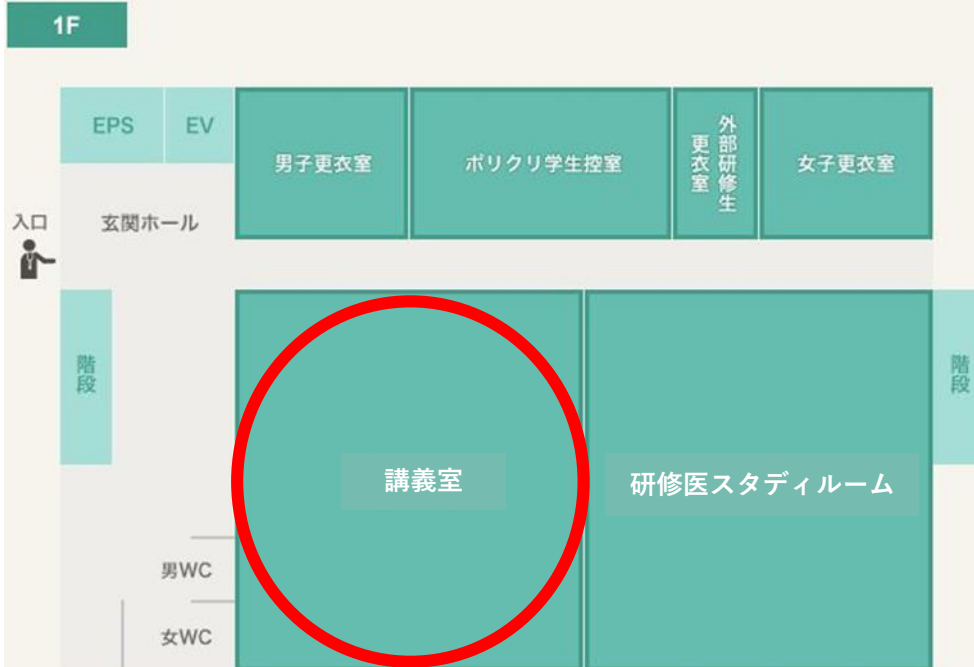 1F
EPS
EV
男子更衣室
ポリクリ学生控室
外部研修生
更衣室
女子更衣室
入口
玄関ホール
階段
階段
講義室
研修医スタディルーム
男WC
女WC